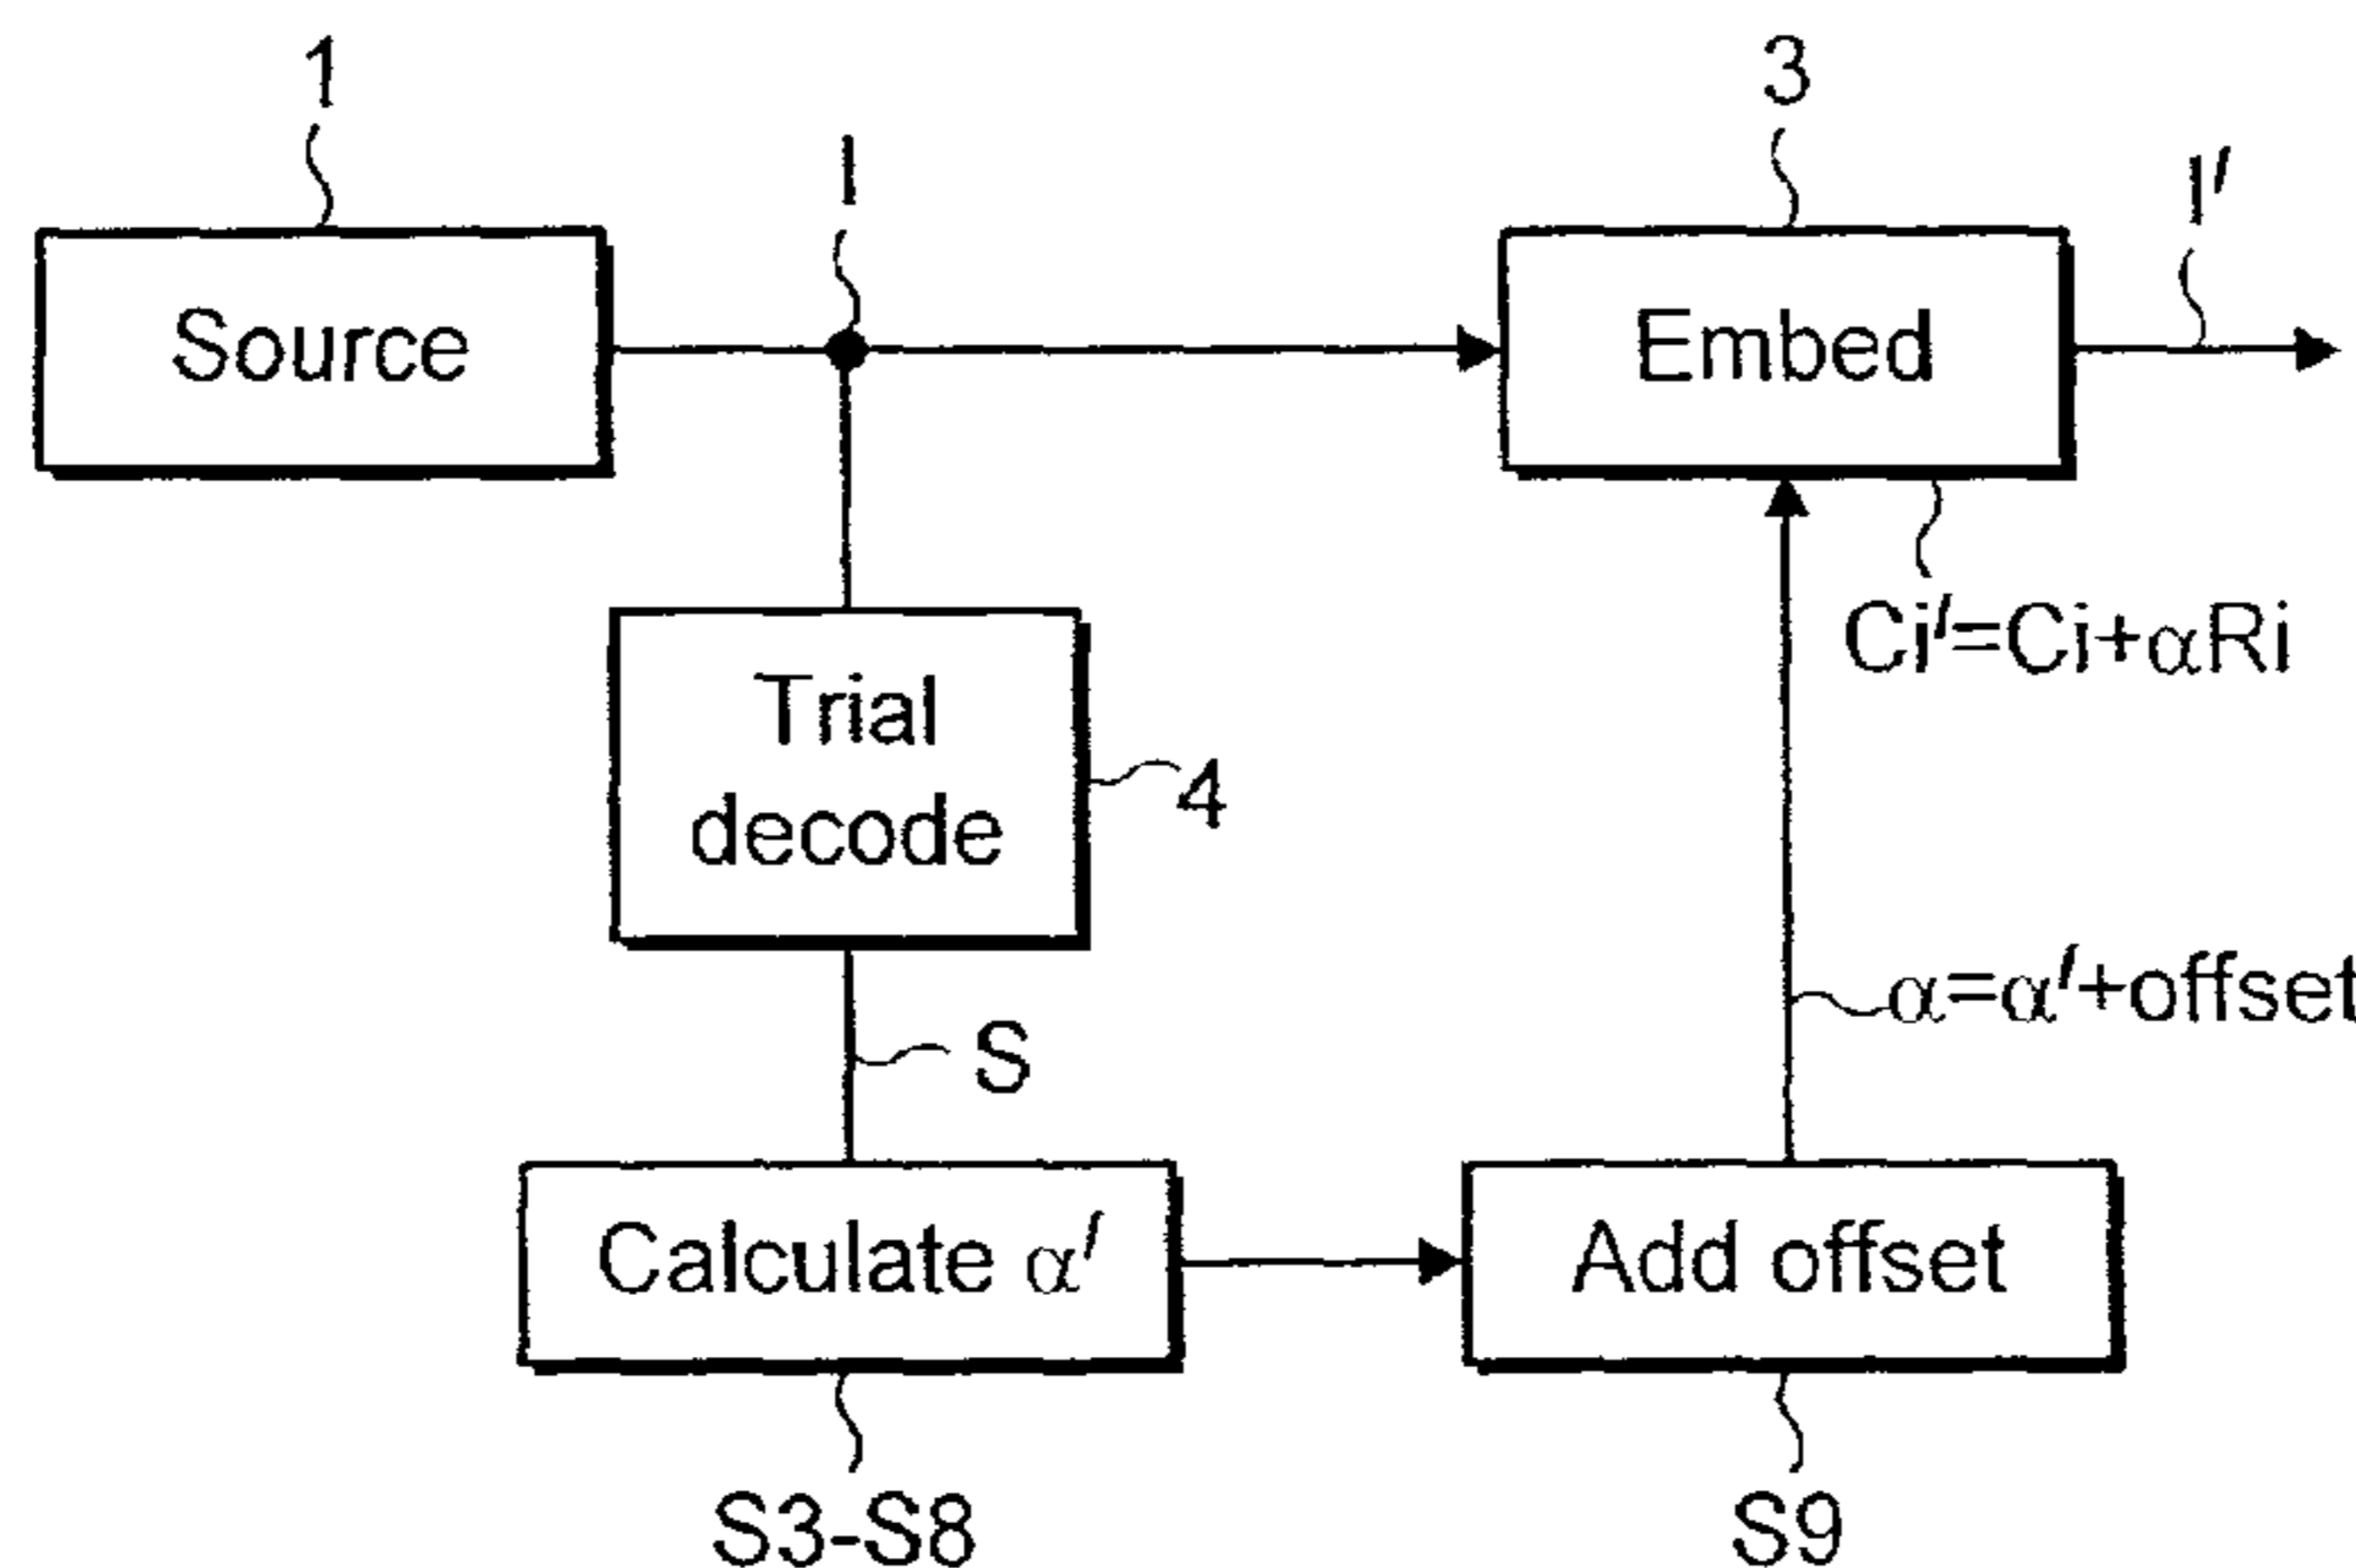 1
3
I
I′
Source
Embed
Ci′=Ci+αRi
Trial
decode
4
α=α′+offset
S
Calculate α′
Add offset
S3-S8
S9